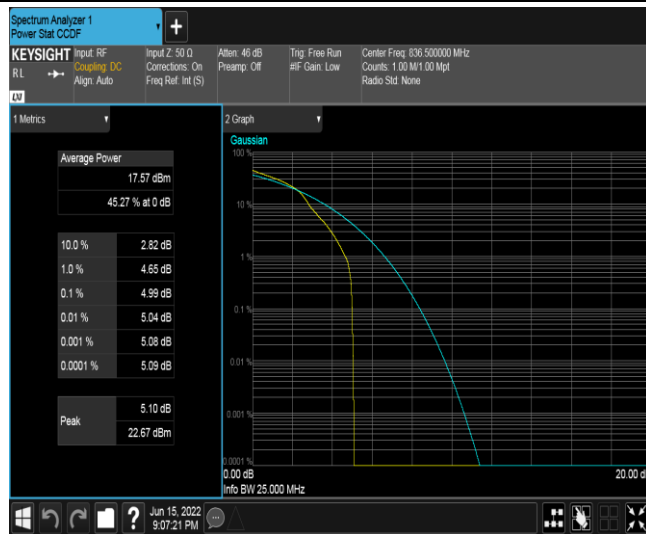 Spectrum Analyzer 1
Power Stat CCDF
+
KEYSIGHT
RL
LXI
Input: RF
Coupling: DC
Align: Auto
Input Z: 50 Ω
Corrections: On
Freq Ref: Int (S)
Atten: 46 dB
Preamp: Off
Trig: Free Run
#IF Gain: Low
Center Freq: 836.500000 MHz
Counts: 1.00 M/1.00 Mpt
Radio Std: None
1 Metrics
Average Power
17.57 dBm
45.27 % at 0 dB
10.0 % 2.82 dB
1.0 % 4.65 dB
0.1 % 4.99 dB
0.01 % 5.04 dB
0.001 % 5.08 dB
0.0001 % 5.09 dB
Peak
5.10 dB
22.67 dBm
2 Graph
Gaussian
100 %
10 %
1 %
0.1 %
0.01 %
0.001 %
0.0001 %
0.00 dB
20.00 d
Info BW 25.000 MHz
?
Jun 15, 2022
9:07:21 PM